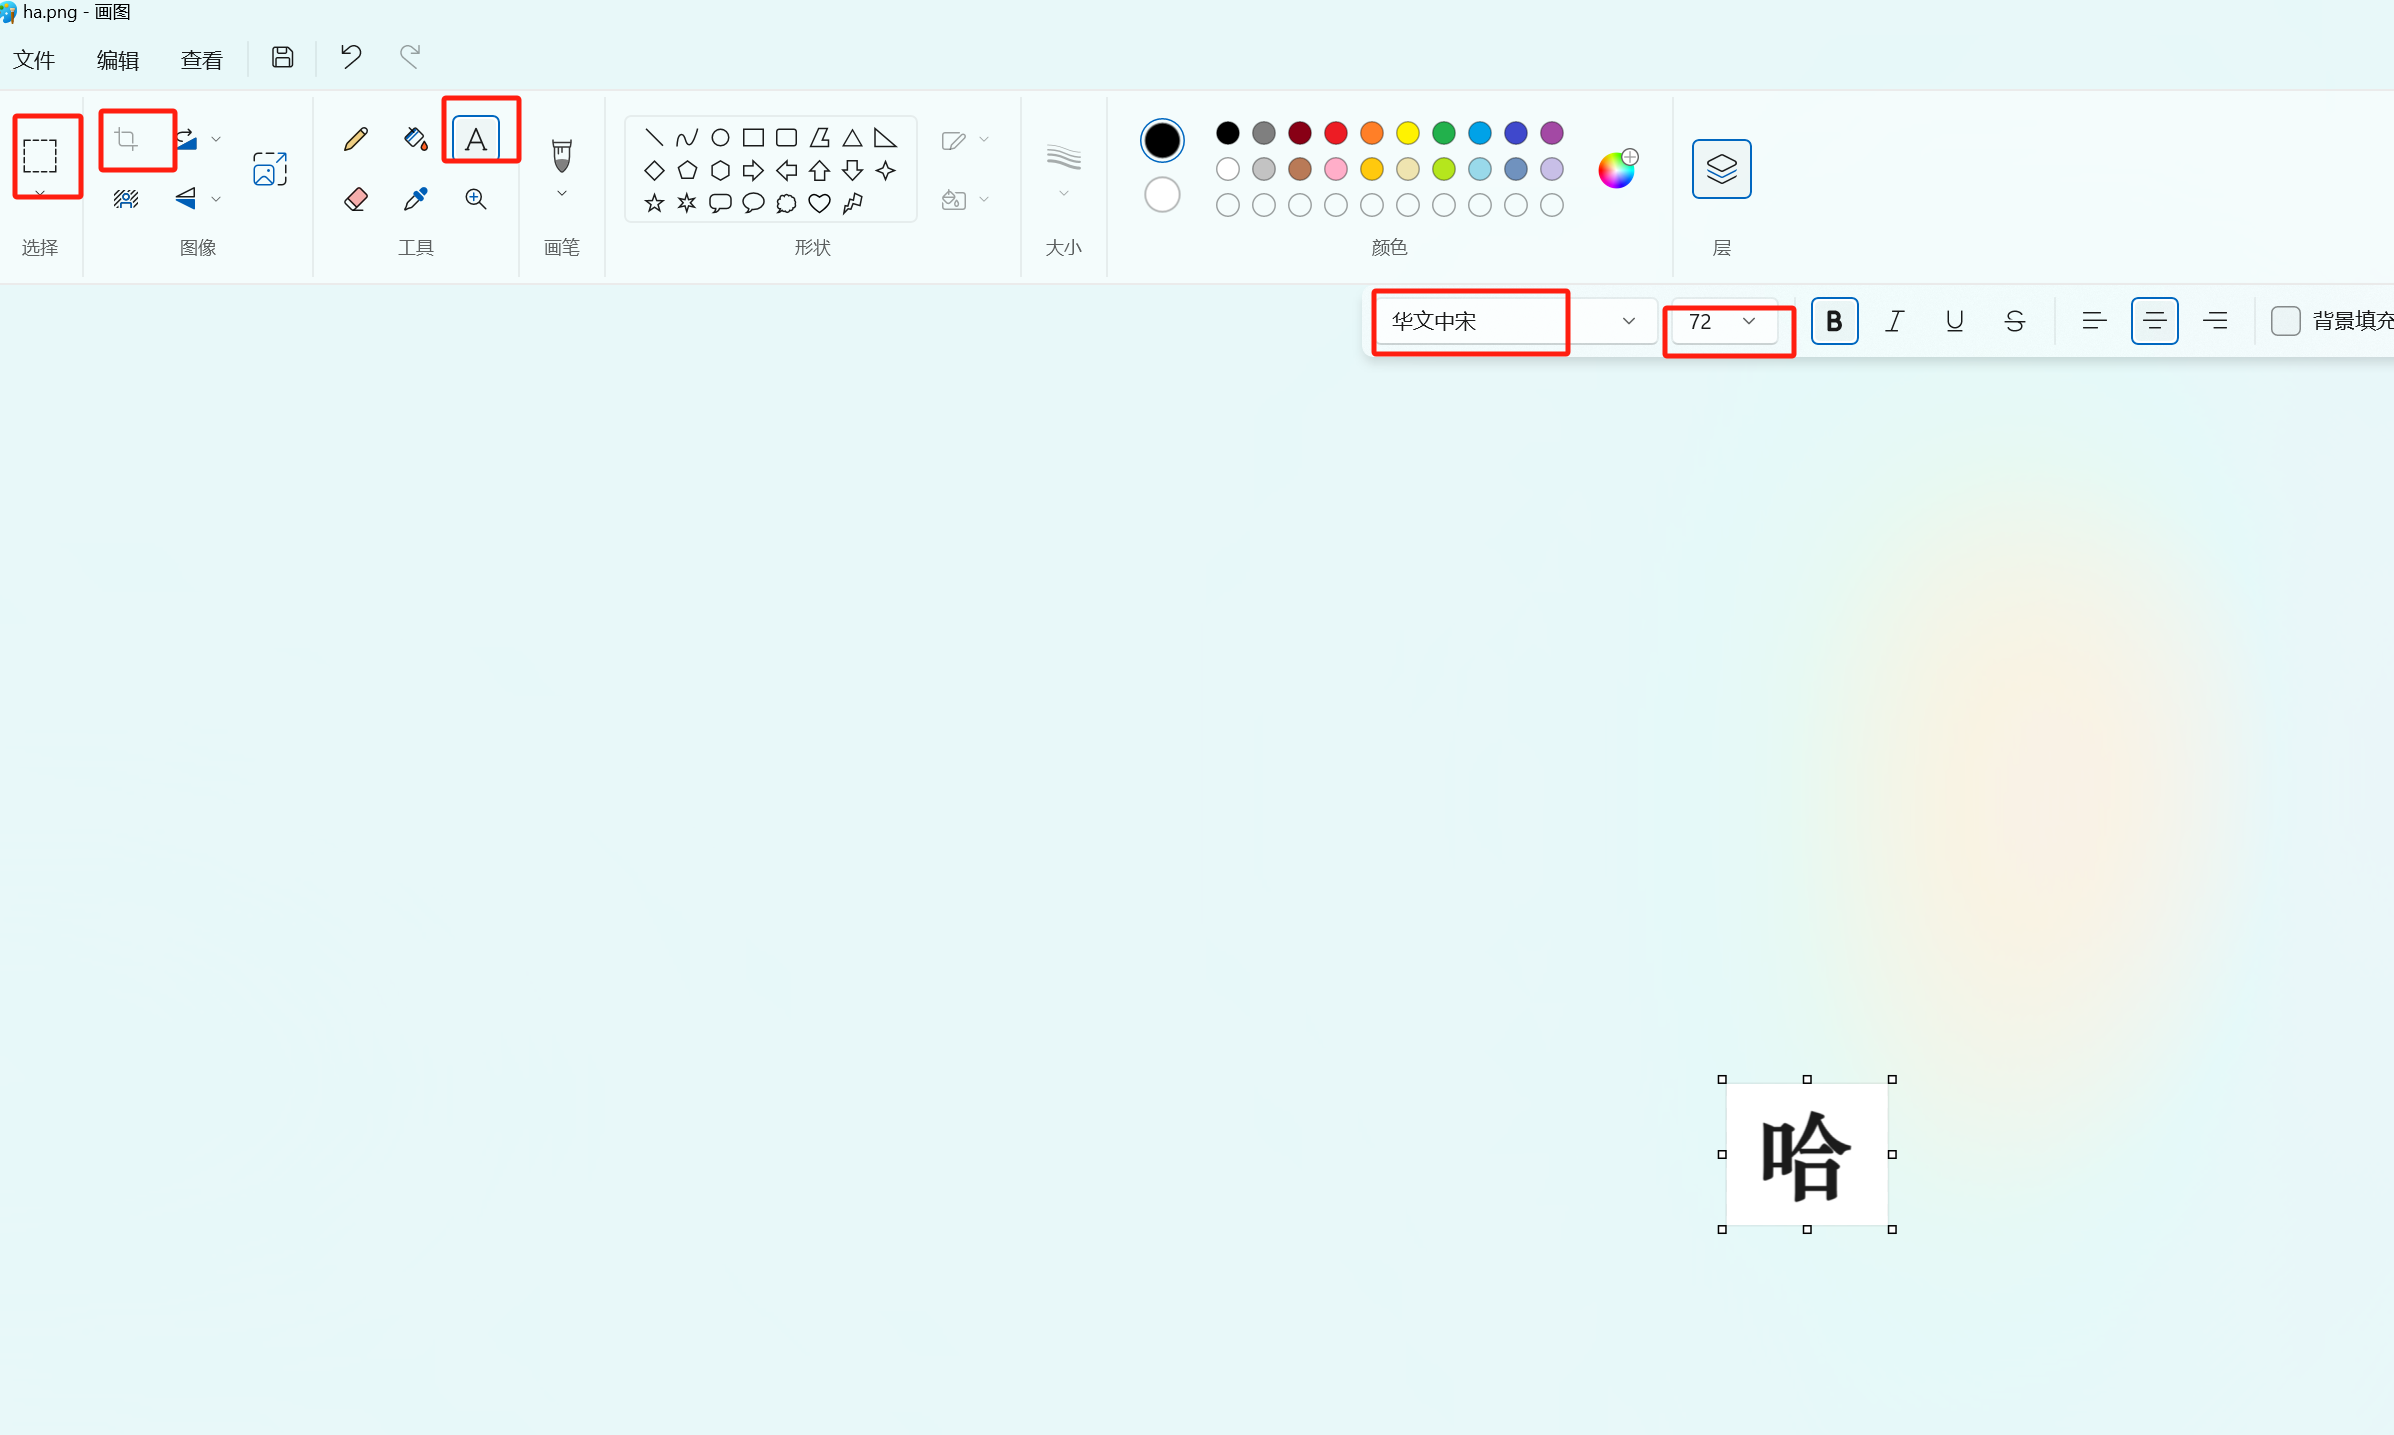 ha.png - 画图
文件 编辑 查看
A
选择 图像 工具 画笔 形状 大小 颜色 层
华文中宋 72 B I U S 背景填充
哈